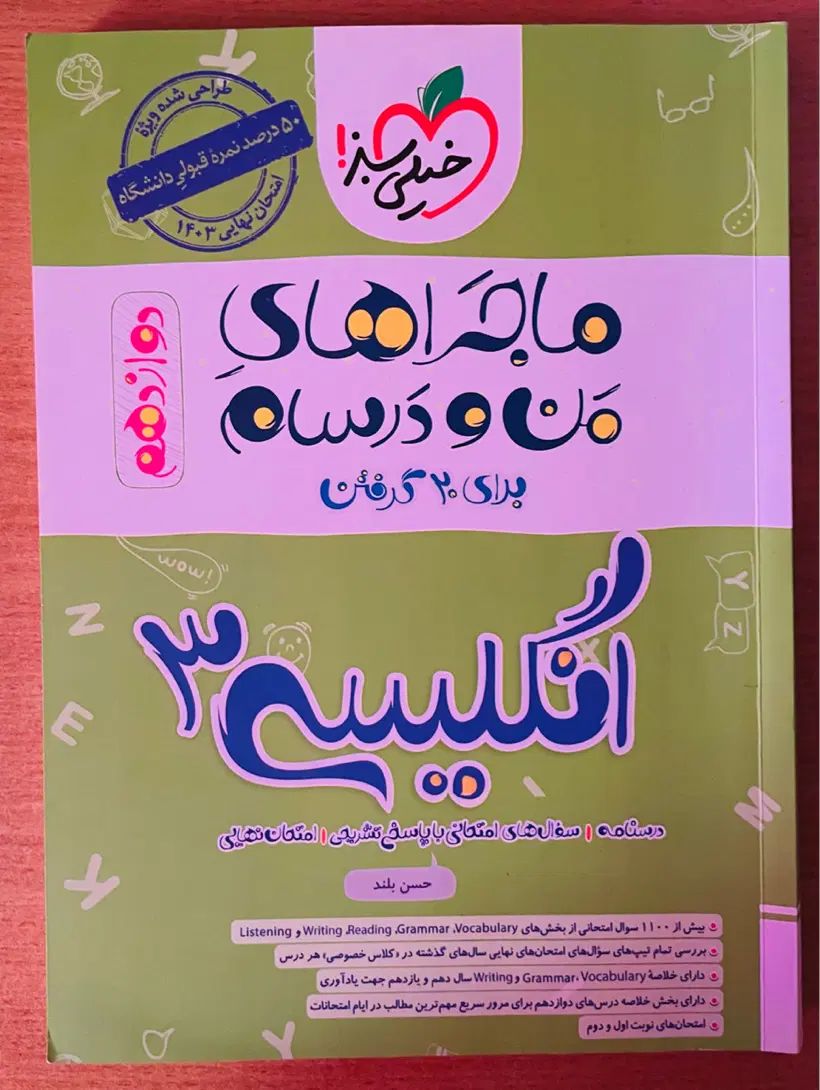 طراحی شده ویژهٔ
۵۰ درصد نمرهٔ قبولی دانشگاه
امتحان نهایی ۱۴۰۳
خیلی سبز!
ماجراهای
من و درسام
برای ۲۰ گرفتن
دوازدهم
wow!
انگلیسی ۳
درسنامه | سؤال‌های امتحانی با پاسخ تشریحی | امتحان نهایی
حسن بلند
بیش از ۱۱۰۰ سوال امتحانی از بخش‌های Writing ،Reading ،Grammar ،Vocabulary و Listening
بررسی تمام تیپ‌های سؤال‌های امتحان‌های نهایی سال‌های گذشته در «کلاس خصوصی» هر درس
دارای خلاصهٔ Grammar، Vocabulary و Writing سال دهم و یازدهم جهت یادآوری
دارای بخش خلاصه درس‌های دوازدهم برای مرور سریع مهم‌ترین مطالب در ایام امتحانات
امتحان‌های نوبت اول و دوم
K
Y
Z
X
N
E
M
K